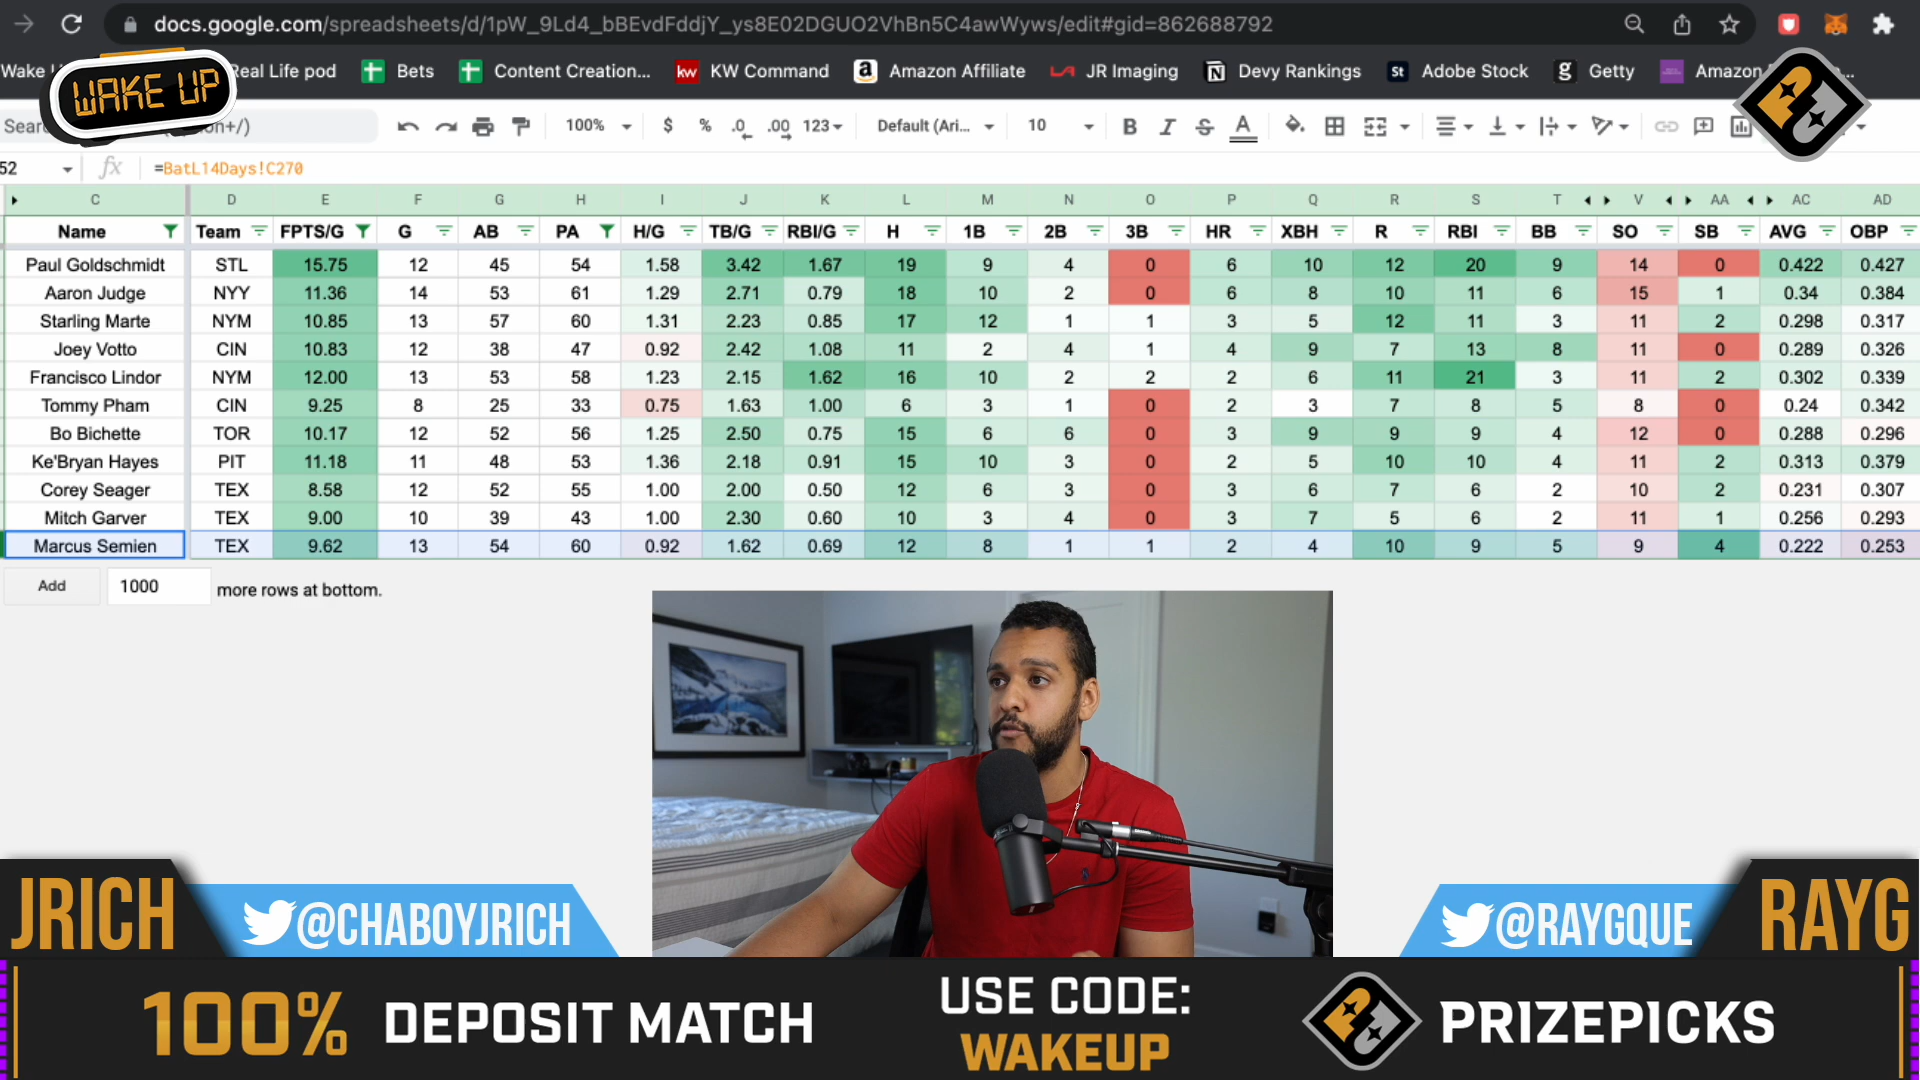 docs.google.com/spreadsheets/d/1pW_9Ld4_bBEvdFddjY_ys8E02DGUO2VhBn5C4awWyws/edit#gid=862688792
Wake Real Life pod Bets Content Creation... kw KW Command a Amazon Affiliate JR Imaging Devy Rankings St Adobe Stock g Getty Amazon
WAKE UP
Sear on+/) 100% $ % .0 .00 123 Default (Ari... 10 B I S A
52 fx =BatL14Days!C270
C D E F G H I J K L M N O P Q R S T V AA AC AD
Name Team FPTS/G G AB PA H/G TB/G RBI/G H 1B 2B 3B HR XBH R RBI BB SO SB AVG OBP
Paul Goldschmidt STL 15.75 12 45 54 1.58 3.42 1.67 19 9 4 0 6 10 12 20 9 14 0 0.422 0.427
Aaron Judge NYY 11.36 14 53 61 1.29 2.71 0.79 18 10 2 0 6 8 10 11 6 15 1 0.34 0.384
Starling Marte NYM 10.85 13 57 60 1.31 2.23 0.85 17 12 1 1 3 5 12 11 3 11 2 0.298 0.317
Joey Votto CIN 10.83 12 38 47 0.92 2.42 1.08 11 2 4 1 4 9 7 13 8 11 0 0.289 0.326
Francisco Lindor NYM 12.00 13 53 58 1.23 2.15 1.62 16 10 2 2 2 6 11 21 3 11 2 0.302 0.339
Tommy Pham CIN 9.25 8 25 33 0.75 1.63 1.00 6 3 1 0 2 3 7 8 5 8 0 0.24 0.342
Bo Bichette TOR 10.17 12 52 56 1.25 2.50 0.75 15 6 6 0 3 9 9 9 4 12 0 0.288 0.296
Ke'Bryan Hayes PIT 11.18 11 48 53 1.36 2.18 0.91 15 10 3 0 2 5 10 10 4 11 2 0.313 0.379
Corey Seager TEX 8.58 12 52 55 1.00 2.00 0.50 12 6 3 0 3 6 7 6 2 10 2 0.231 0.307
Mitch Garver TEX 9.00 10 39 43 1.00 2.30 0.60 10 3 4 0 3 7 5 6 2 11 1 0.256 0.293
Marcus Semien TEX 9.62 13 54 60 0.92 1.62 0.69 12 8 1 1 2 4 10 9 5 9 4 0.222 0.253
Add 1000 more rows at bottom.
JRICH @CHABOYJRICH @RAYGQUE RAYG
100% DEPOSIT MATCH USE CODE: WAKEUP PRIZEPICKS